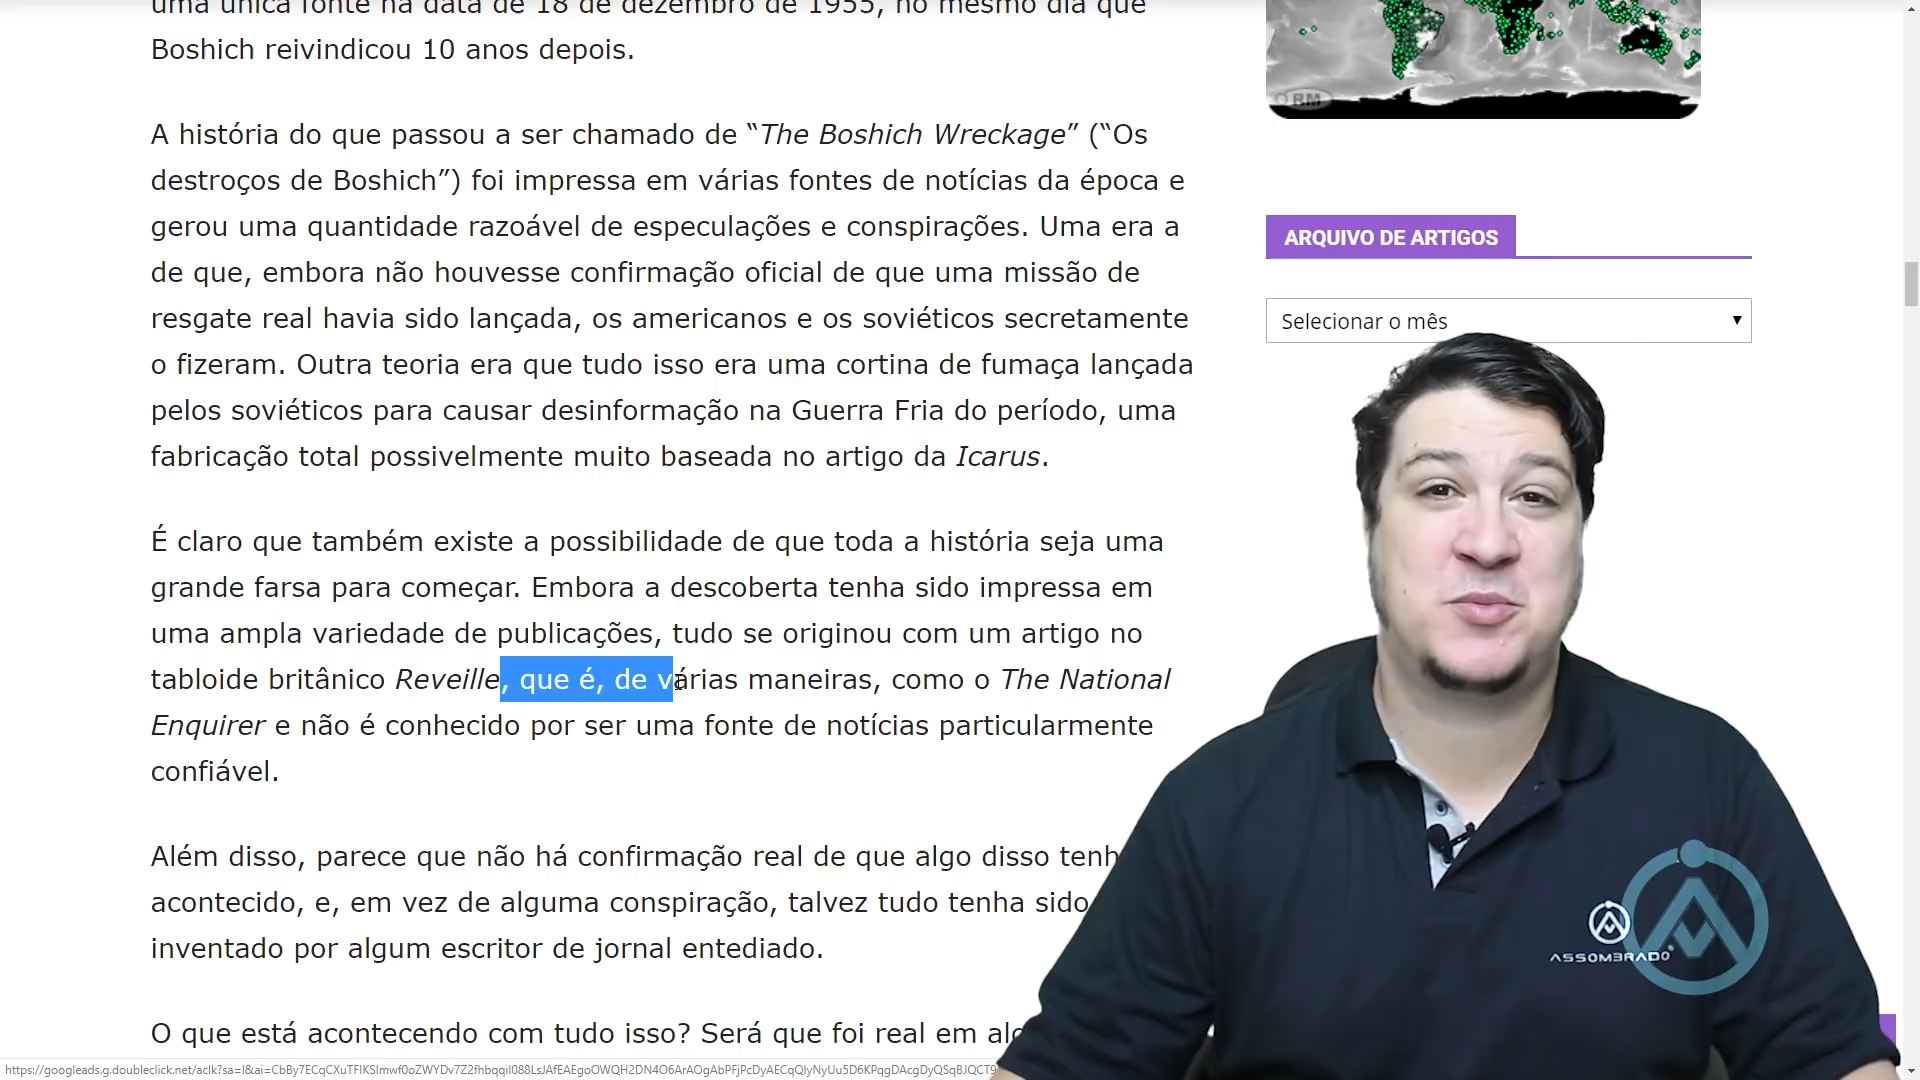 uma única fonte na data de 18 de dezembro de 1955, no mesmo dia que
Boshich reivindicou 10 anos depois.
A história do que passou a ser chamado de “The Boshich Wreckage” (“Os
destroços de Boshich”) foi impressa em várias fontes de notícias da época e
gerou uma quantidade razoável de especulações e conspirações. Uma era a
de que, embora não houvesse confirmação oficial de que uma missão de
resgate real havia sido lançada, os americanos e os soviéticos secretamente
o fizeram. Outra teoria era que tudo isso era uma cortina de fumaça lançada
pelos soviéticos para causar desinformação na Guerra Fria do período, uma
fabricação total possivelmente muito baseada no artigo da Icarus.
É claro que também existe a possibilidade de que toda a história seja uma
grande farsa para começar. Embora a descoberta tenha sido impressa em
uma ampla variedade de publicações, tudo se originou com um artigo no
tabloide britânico Reveille, que é, de várias maneiras, como o The National
Enquirer e não é conhecido por ser uma fonte de notícias particularmente
confiável.
Além disso, parece que não há confirmação real de que algo disso tenh
acontecido, e, em vez de alguma conspiração, talvez tudo tenha sido
inventado por algum escritor de jornal entediado.
O que está acontecendo com tudo isso? Será que foi real em alg
RM
ARQUIVO DE ARTIGOS
Selecionar o mês
ASSOM3RADO